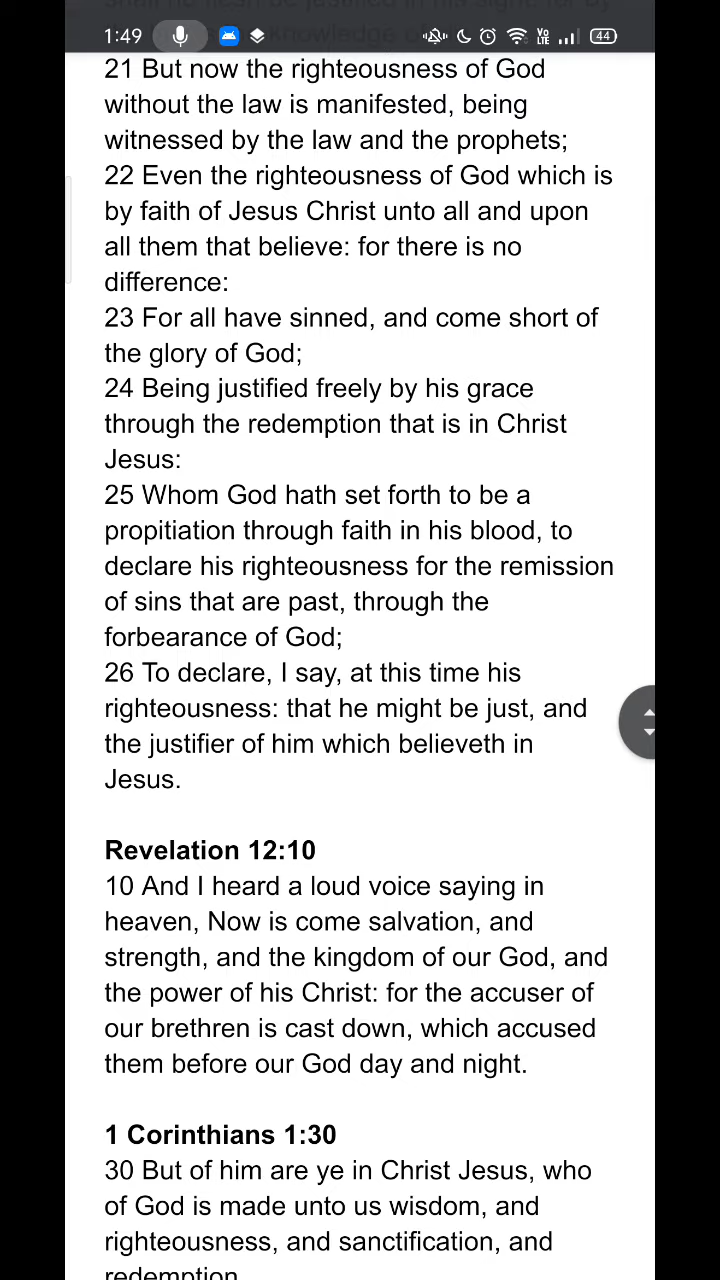 1:49
VO
LTE
44
21 But now the righteousness of God
without the law is manifested, being
witnessed by the law and the prophets;
22 Even the righteousness of God which is
by faith of Jesus Christ unto all and upon
all them that believe: for there is no
difference:
23 For all have sinned, and come short of
the glory of God;
24 Being justified freely by his grace
through the redemption that is in Christ
Jesus:
25 Whom God hath set forth to be a
propitiation through faith in his blood, to
declare his righteousness for the remission
of sins that are past, through the
forbearance of God;
26 To declare, I say, at this time his
righteousness: that he might be just, and
the justifier of him which believeth in
Jesus.
Revelation 12:10
10 And I heard a loud voice saying in
heaven, Now is come salvation, and
strength, and the kingdom of our God, and
the power of his Christ: for the accuser of
our brethren is cast down, which accused
them before our God day and night.
1 Corinthians 1:30
30 But of him are ye in Christ Jesus, who
of God is made unto us wisdom, and
righteousness, and sanctification, and
redemption